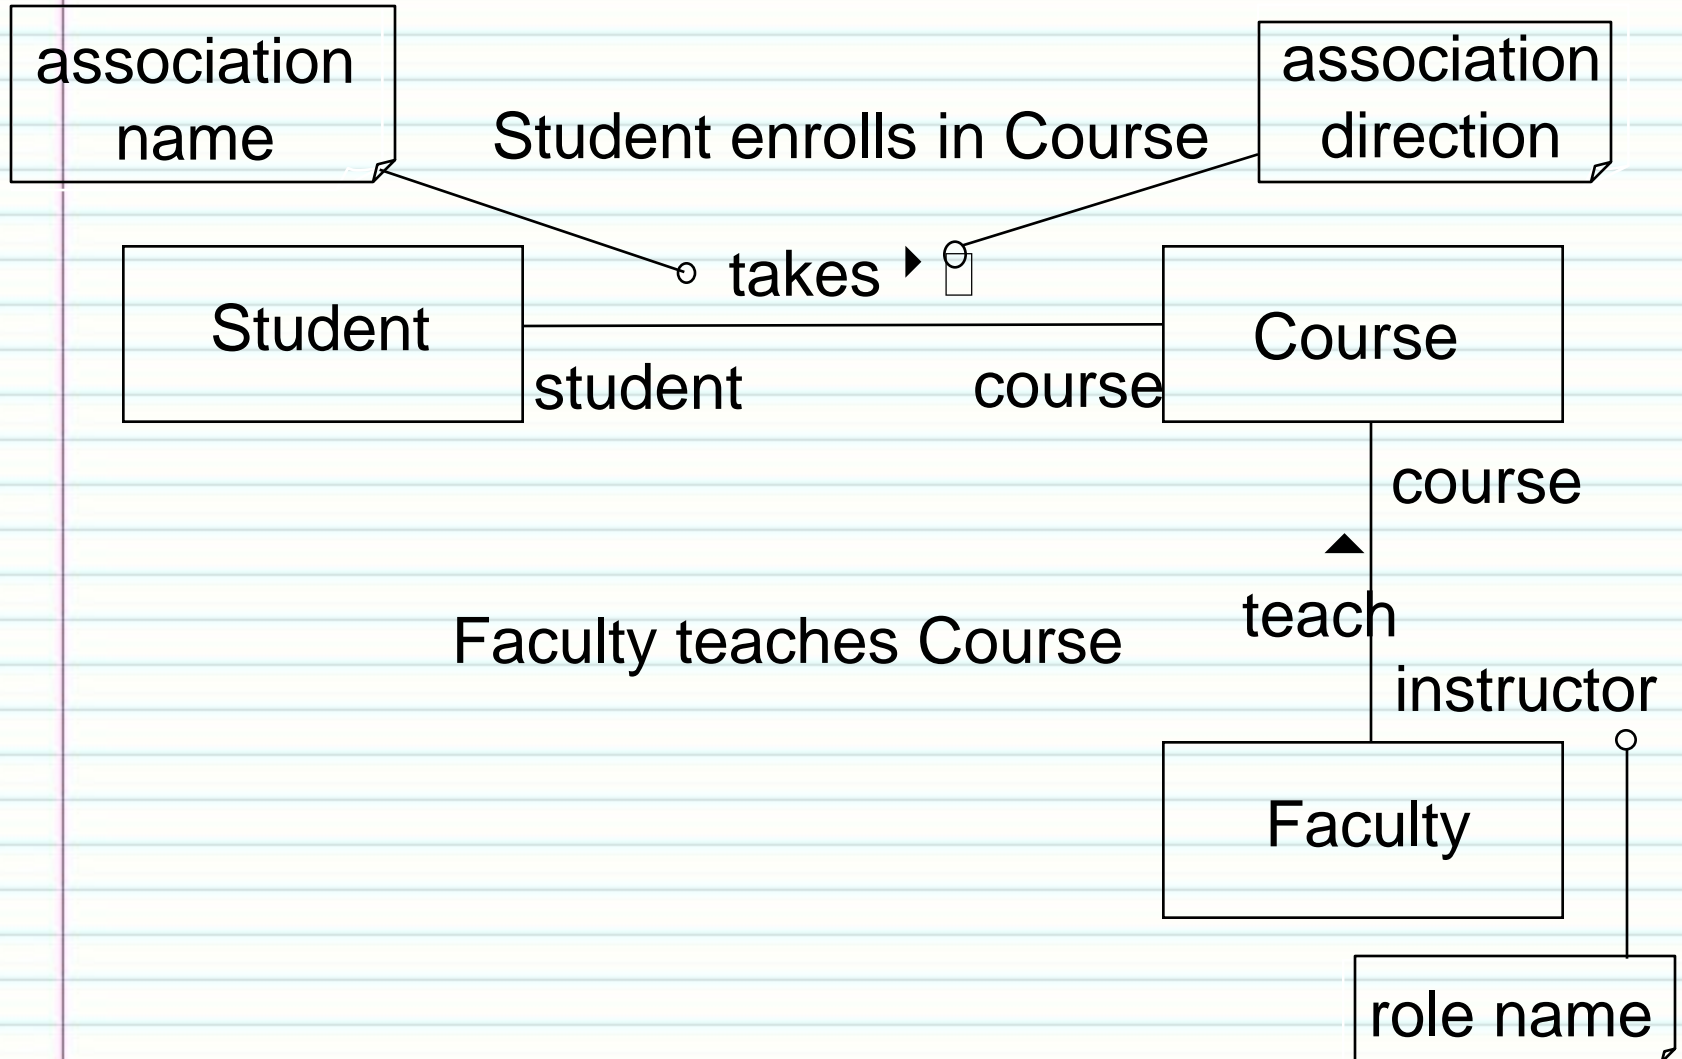 association
name
association
direction
Student enrolls in Course
takes
Student
Course
student
course
course
teach
Faculty teaches Course
instructor
Faculty
role name